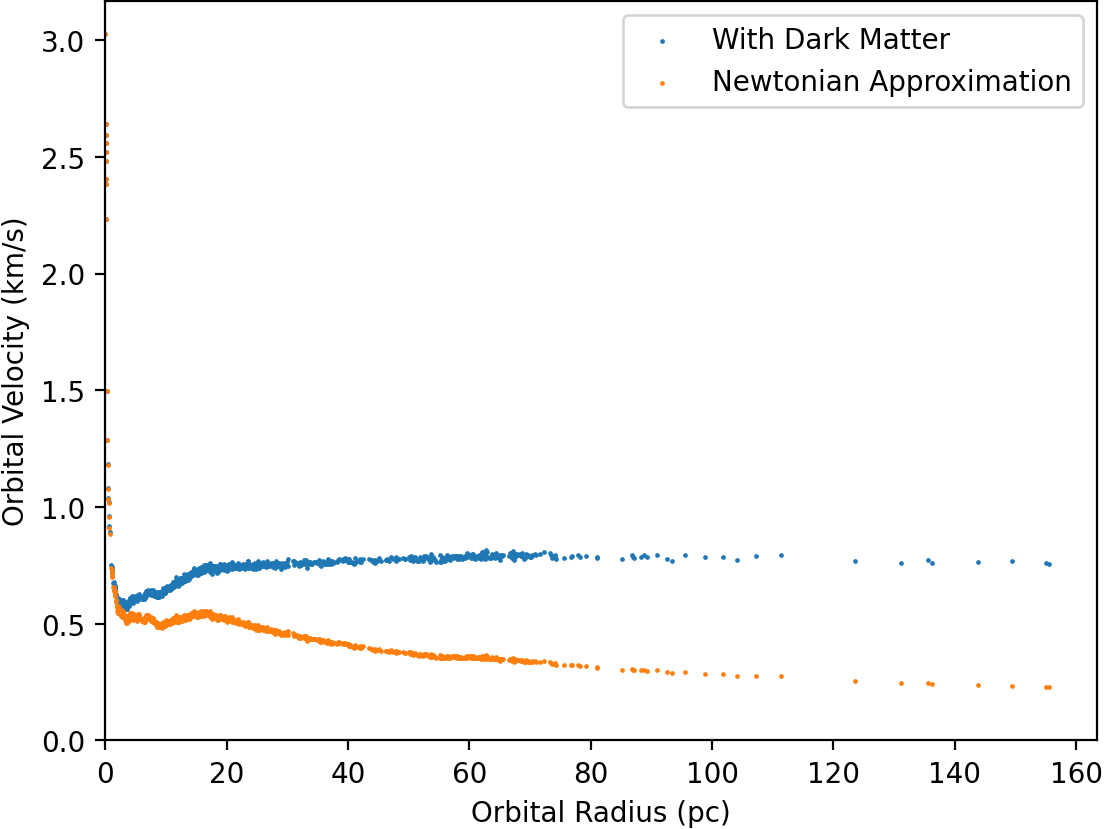 With Dark Matter
Newtonian Approximation
3.0
2.5
2.0
1.5
1.0
0.5
0.0
Orbital Velocity (km/s)
0 20 40 60 80 100 120 140 160
Orbital Radius (pc)